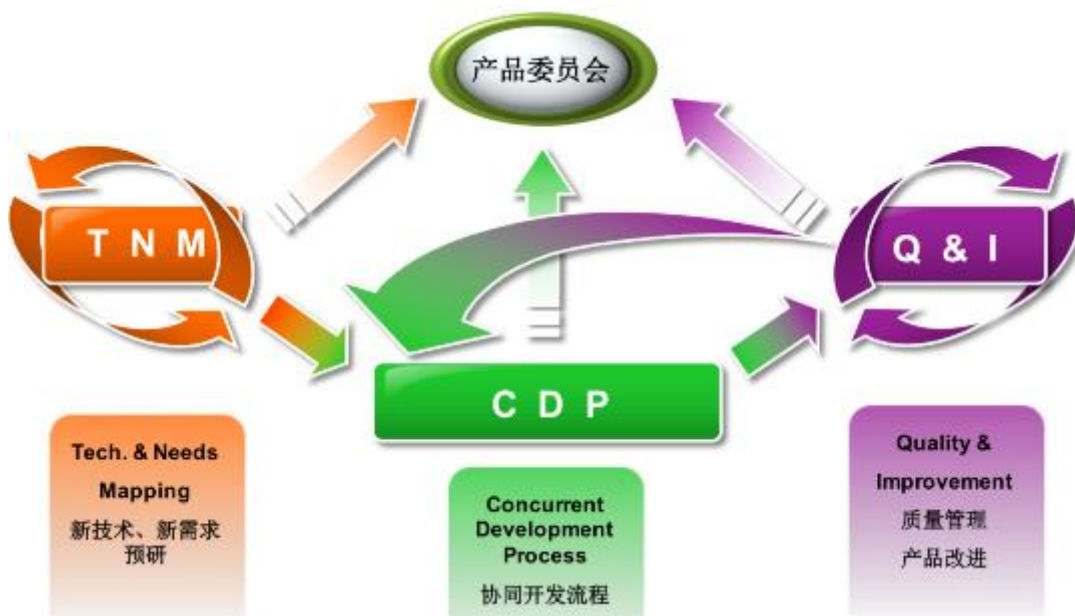 产品委员会
T N M
Q & I
C D P
Tech. & Needs
Mapping
新技术、新需求
预研
Concurrent
Development
Process
协同开发流程
Quality &
Improvement
质量管理
产品改进